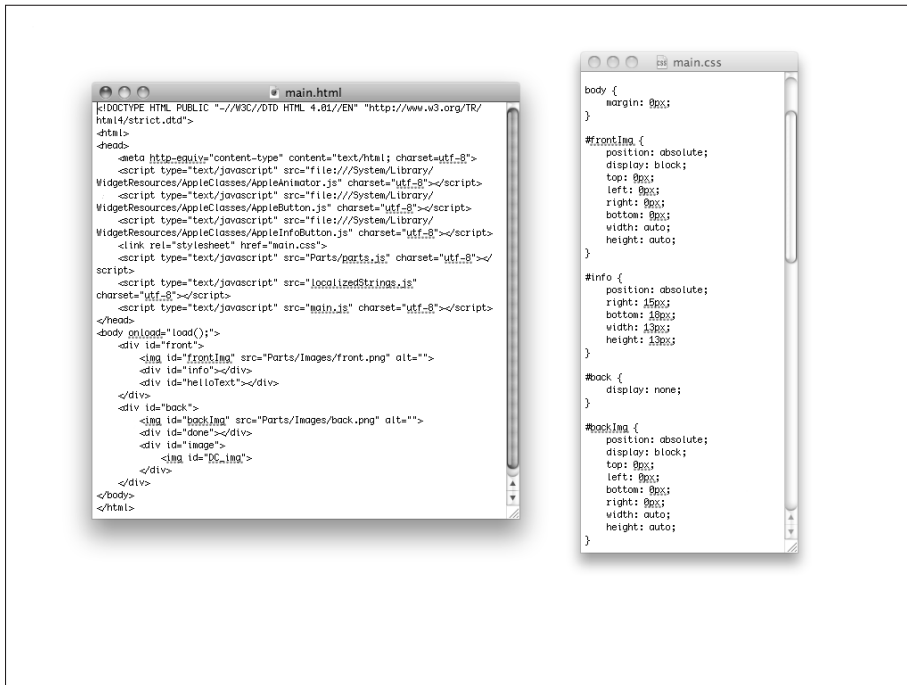 main.html
<!DOCTYPE HTML PUBLIC "-//W3C//DTD HTML 4.01//EN" "http://www.w3.org/TR/
html4/strict.dtd">
<html>
<head>
<meta http-equiv="content-type" content="text/html; charset=utf-8">
<script type="text/javascript" src="file:///System/Library/
WidgetResources/AppleClasses/AppleAnimator.js" charset="utf-8"></script>
<script type="text/javascript" src="file:///System/Library/
WidgetResources/AppleClasses/AppleButton.js" charset="utf-8"></script>
<script type="text/javascript" src="file:///System/Library/
WidgetResources/AppleClasses/AppleInfoButton.js" charset="utf-8"></script>
<link rel="stylesheet" href="main.css">
<script type="text/javascript" src="Parts/parts.js" charset="utf-8"></
script>
<script type="text/javascript" src="localizedStrings.js"
charset="utf-8"></script>
<script type="text/javascript" src="main.js" charset="utf-8"></script>
</head>
<body onload="load();">
<div id="front">
<img id="frontImg" src="Parts/Images/front.png" alt="">
<div id="info"></div>
<div id="helloText"></div>
</div>
<div id="back">
<img id="backImg" src="Parts/Images/back.png" alt="">
<div id="done"></div>
<div id="image">
<img id="DC_img">
</div>
</div>
</body>
</html>
css main.css
body {
margin: 0px;
}
#frontImg {
position: absolute;
display: block;
top: 0px;
left: 0px;
right: 0px;
bottom: 0px;
width: auto;
height: auto;
}
#info {
position: absolute;
right: 15px;
bottom: 18px;
width: 13px;
height: 13px;
}
#back {
display: none;
}
#backImg {
position: absolute;
display: block;
top: 0px;
left: 0px;
bottom: 0px;
right: 0px;
width: auto;
height: auto;
}